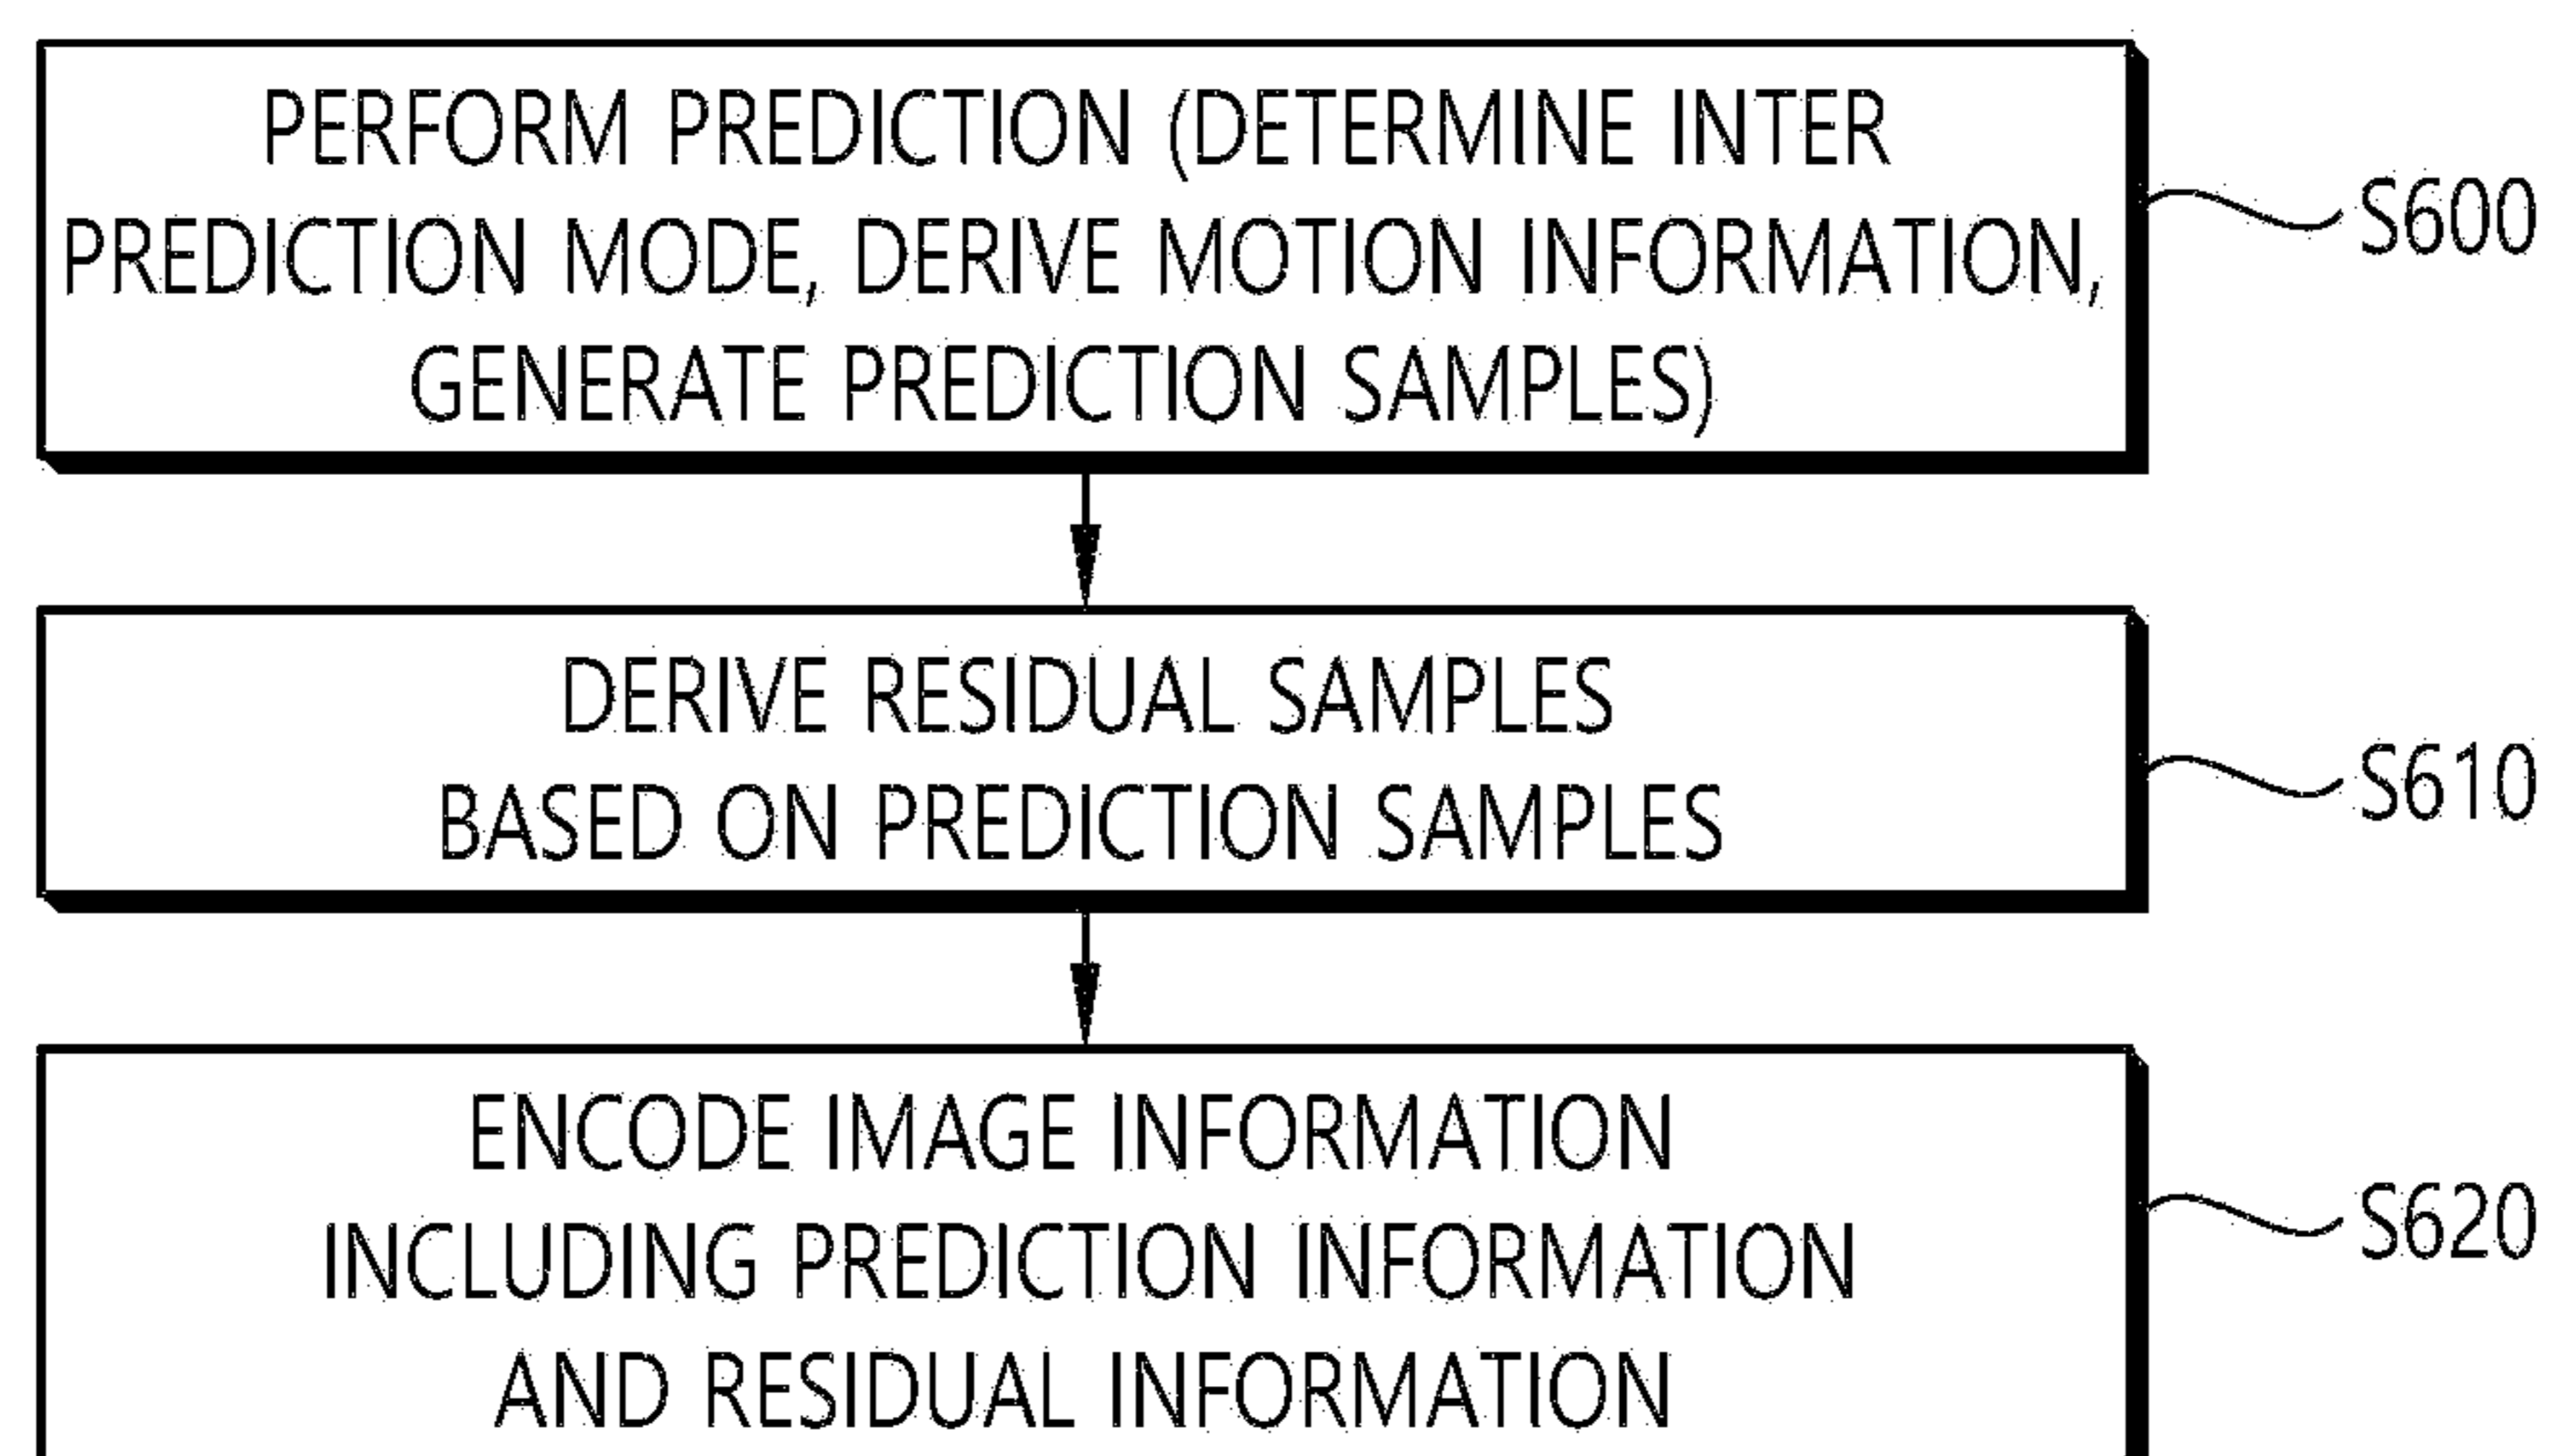 PERFORM PREDICTION (DETERMINE INTER
PREDICTION MODE, DERIVE MOTION INFORMATION,
GENERATE PREDICTION SAMPLES)
S600
DERIVE RESIDUAL SAMPLES
BASED ON PREDICTION SAMPLES
S610
ENCODE IMAGE INFORMATION
INCLUDING PREDICTION INFORMATION
AND RESIDUAL INFORMATION
S620